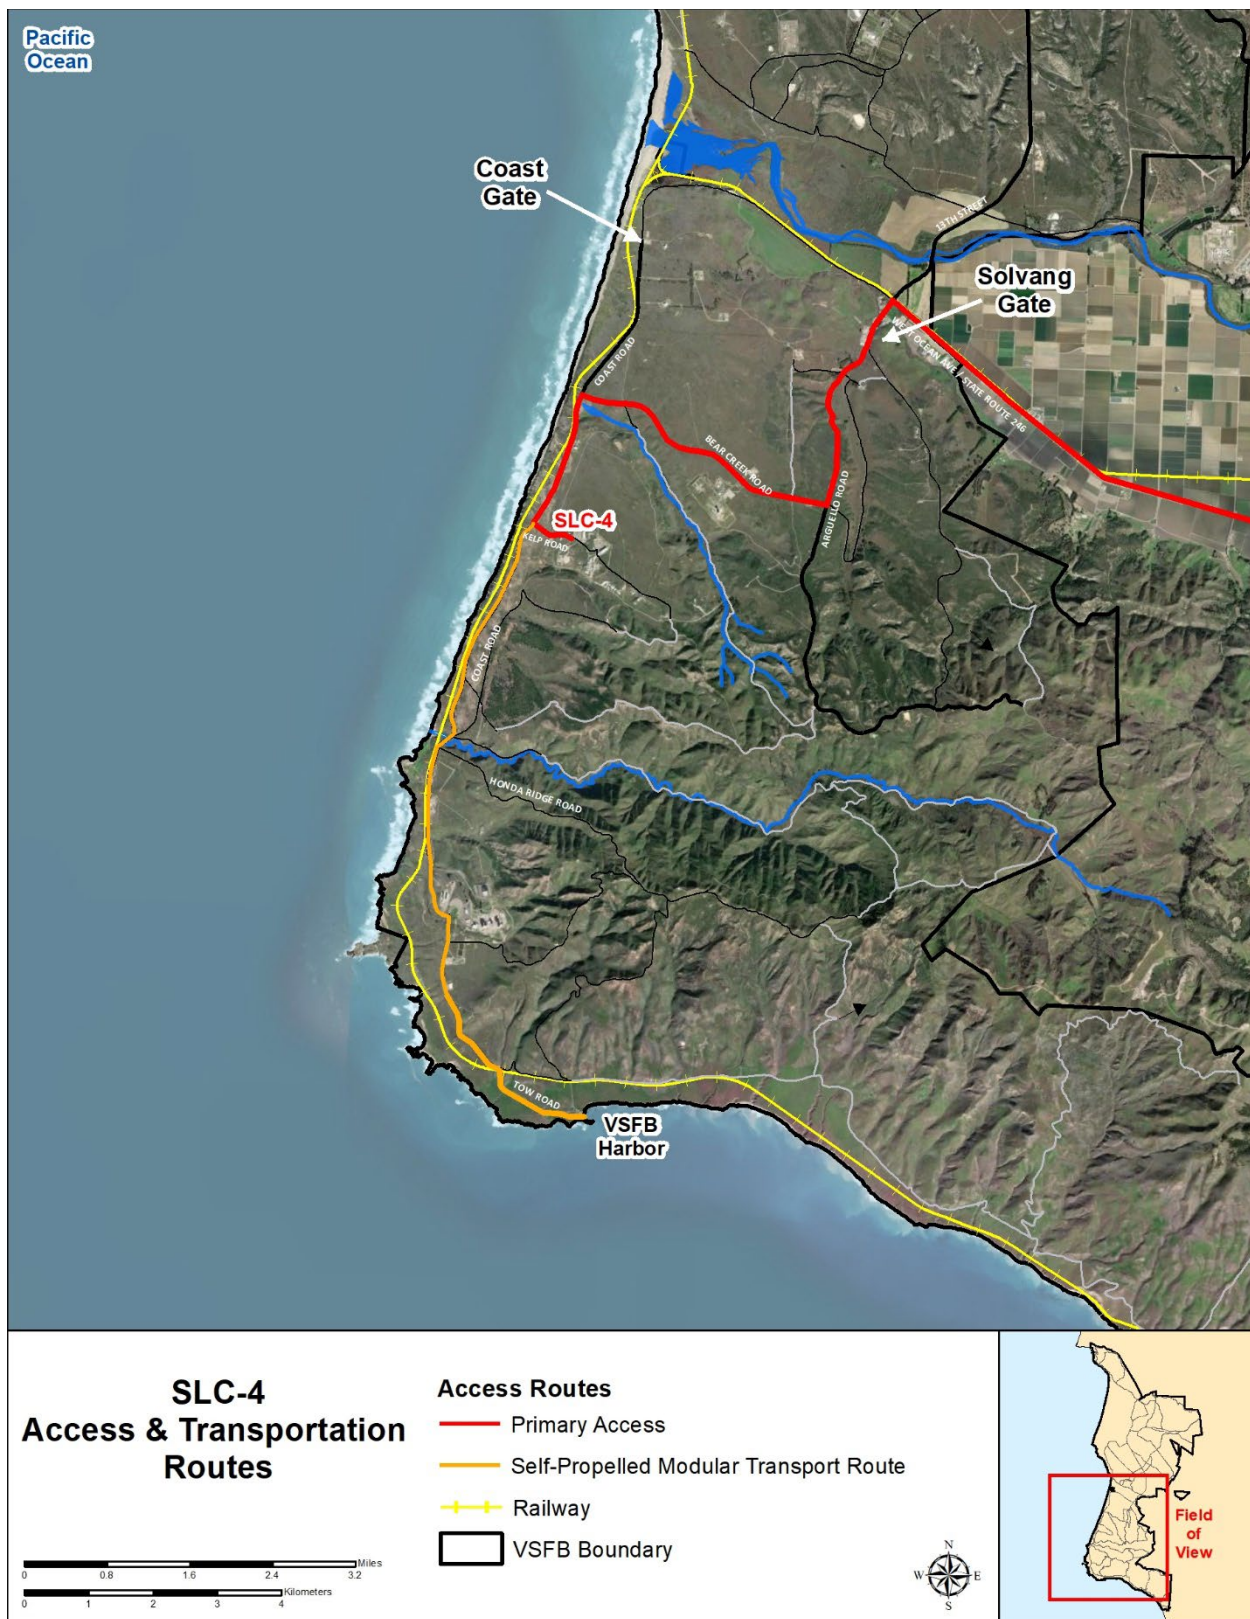 Pacific
Ocean
Coast
Gate
13TH STREET
Solvang
Gate
WEST OCEAN AVE / STATE ROUTE 246
COAST ROAD
BEAR CREEK ROAD
ARGUELLO ROAD
SLC-4
KELP ROAD
COAST ROAD
HONDA RIDGE ROAD
TOW ROAD
VSFB
Harbor
SLC-4
Access & Transportation
Routes
Miles
0 0.8 1.6 2.4 3.2
Kilometers
0 1 2 3 4
Access Routes
Primary Access
Self-Propelled Modular Transport Route
Railway
VSFB Boundary
N
W E
S
Field
of
View